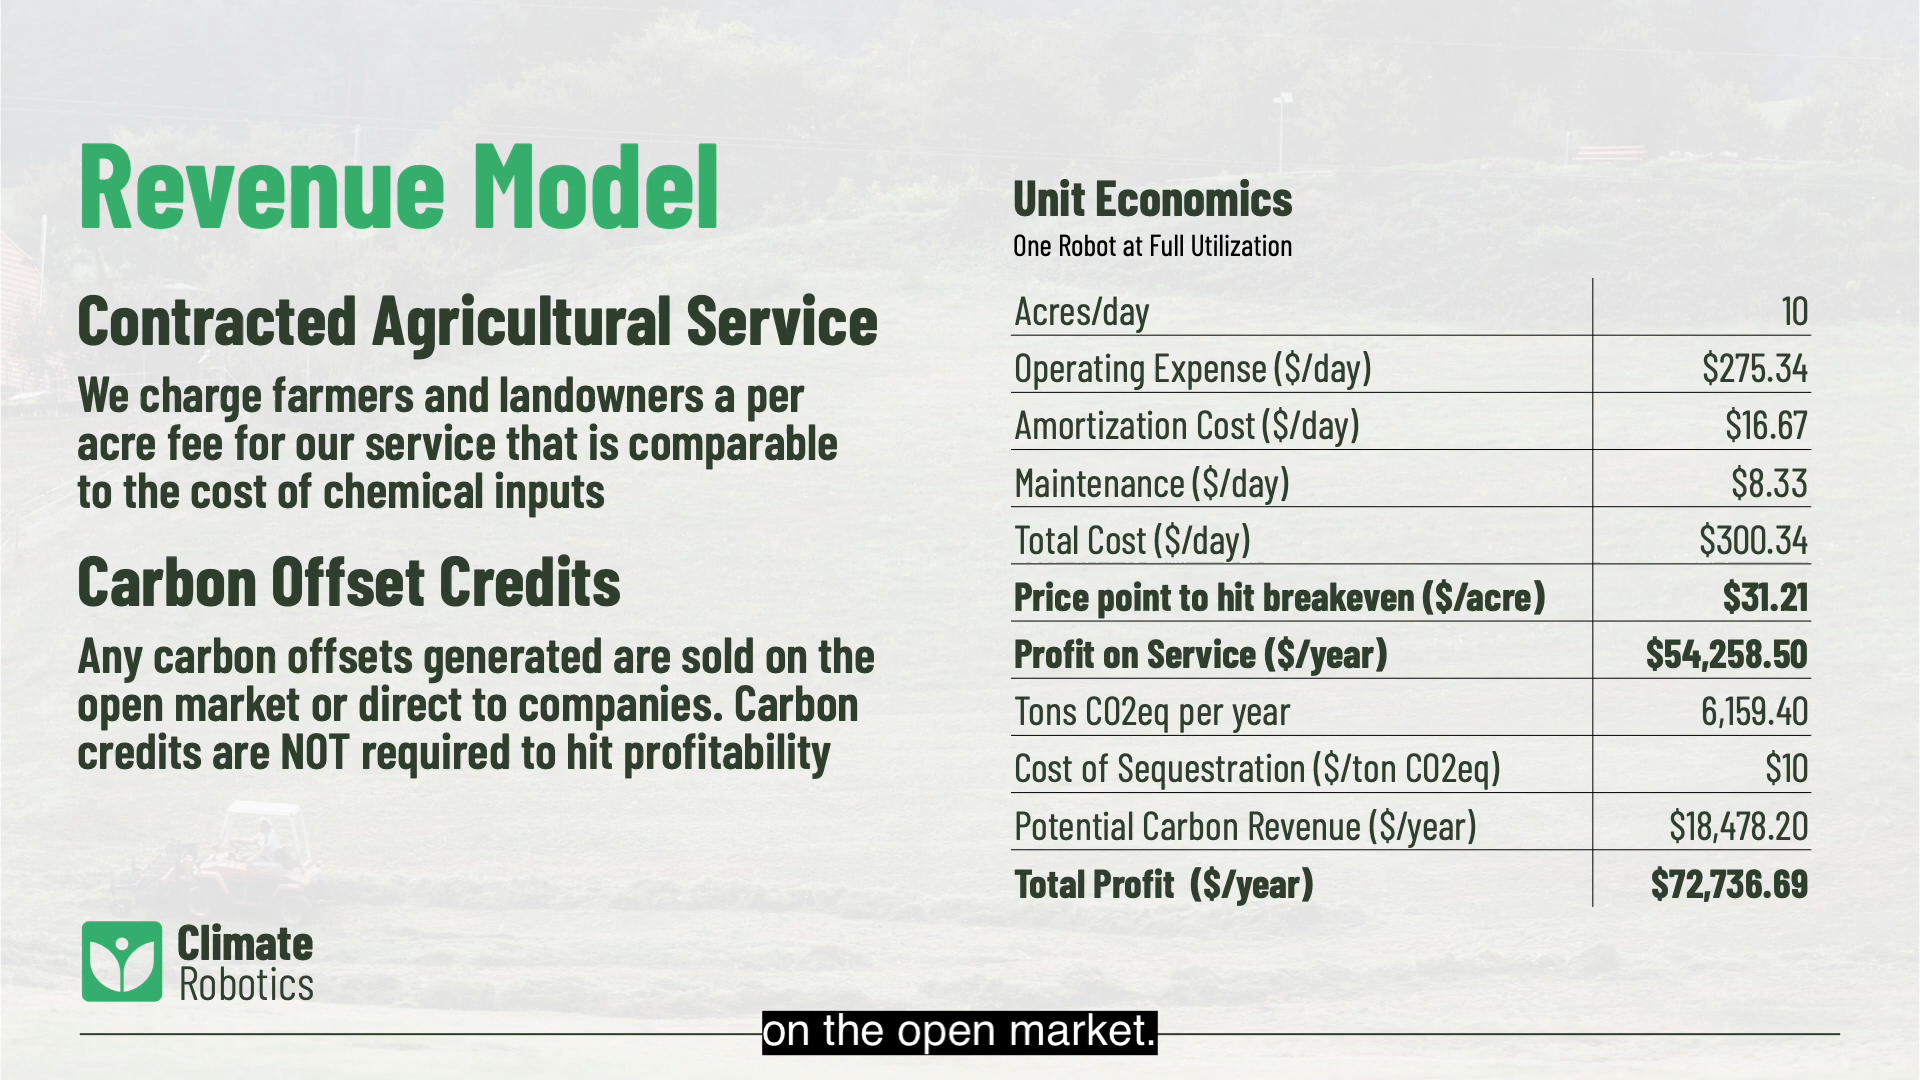 Revenue Model
Contracted Agricultural Service
We charge farmers and landowners a per
acre fee for our service that is comparable
to the cost of chemical inputs
Carbon Offset Credits
Any carbon offsets generated are sold on the
open market or direct to companies. Carbon
credits are NOT required to hit profitability
Unit Economics
One Robot at Full Utilization
Acres/day 10
Operating Expense ($/day) $275.34
Amortization Cost ($/day) $16.67
Maintenance ($/day) $8.33
Total Cost ($/day) $300.34
Price point to hit breakeven ($/acre) $31.21
Profit on Service ($/year) $54,258.50
Tons CO2eq per year 6,159.40
Cost of Sequestration ($/ton CO2eq) $10
Potential Carbon Revenue ($/year) $18,478.20
Total Profit ($/year) $72,736.69
Climate
Robotics
on the open market.